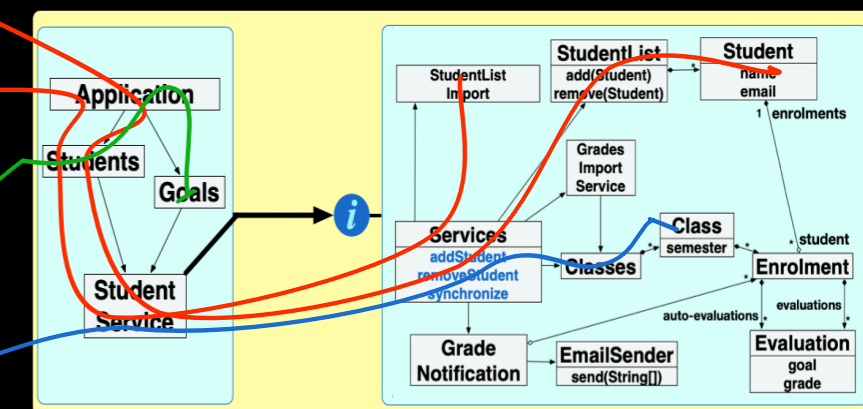 Application
Students
Goals
Student
Service
i
StudentList
Import
StudentList
add(Student)
remove(Student)
*
Student
name
email
1 enrolments
Grades
Import
Service
Services
addStudent
removeStudent
synchronize
Classes
*
Class
semester
*
*
* student
Enrolment
*
auto-evaluations
*
evaluations
*
Grade
Notification
EmailSender
send(String[])
Evaluation
goal
grade